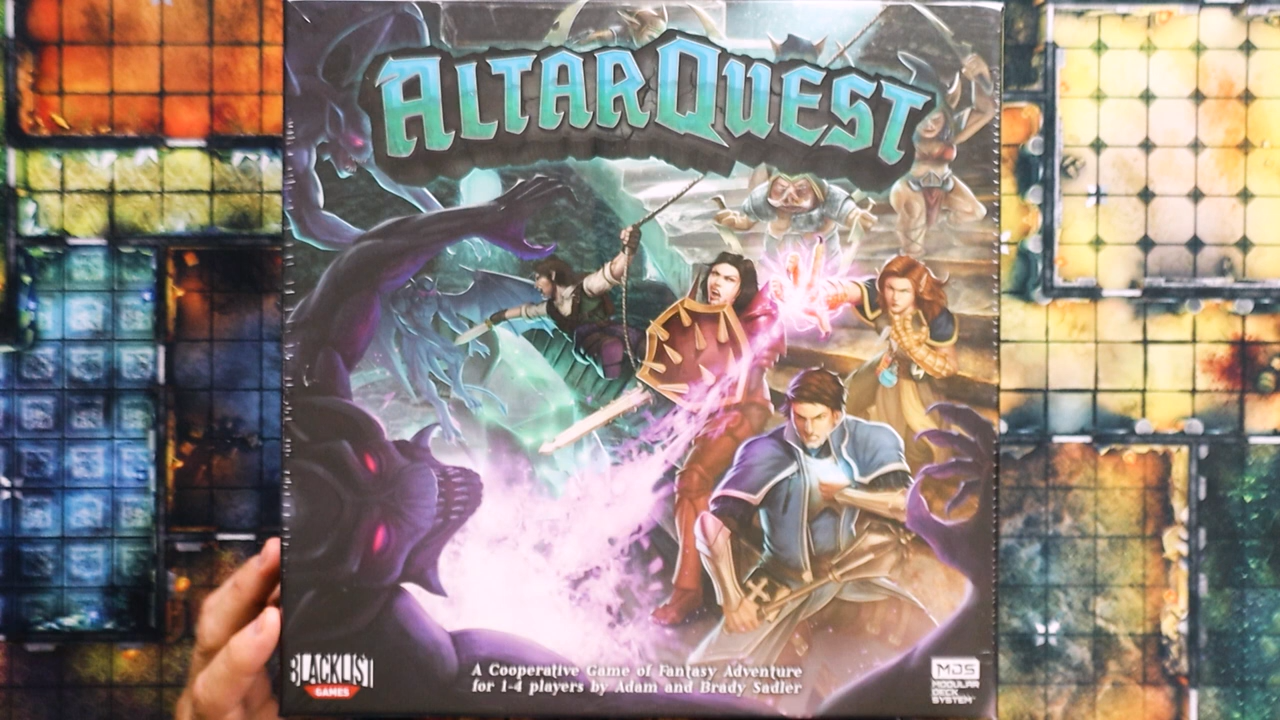 ALTARQUEST
A Cooperative Game of Fantasy Adventure
for 1-4 players by Adam and Brady Sadler
BLACKLIST
GAMES
MDS
MODULAR
DECK
SYSTEM